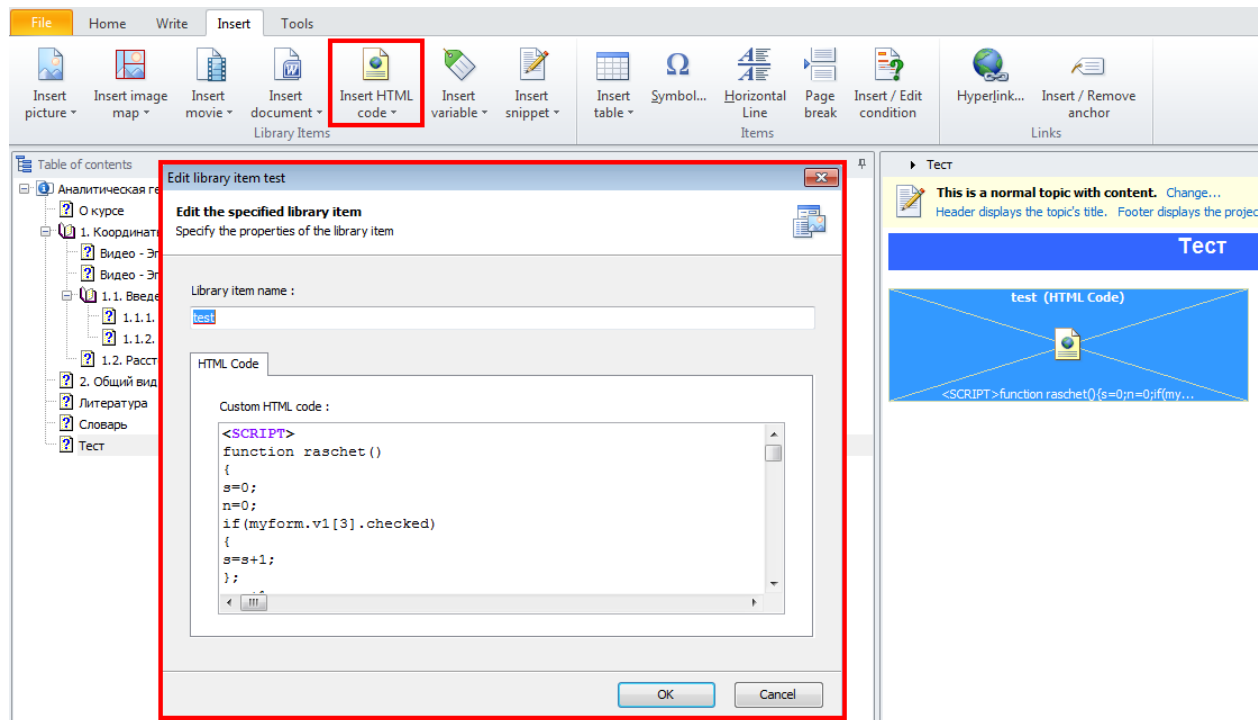 File Home Write Insert Tools
Insert picture
Insert image map
Insert movie
Insert document
Insert HTML code
Insert variable
Insert snippet
Insert table
Symbol...
Horizontal Line
Page break
Insert / Edit condition
Hyperlink...
Insert / Remove anchor
Library Items
Items
Links
Table of contents
Аналитическая ге
О курсе
1. Координат
Видео - Эп
Видео - Эп
1.1. Введе
1.1.1.
1.1.2.
1.2. Расст
2. Общий вид
Литература
Словарь
Тест
Edit library item test
Edit the specified library item
Specify the properties of the library item
Library item name :
test
HTML Code
Custom HTML code :
<SCRIPT>
function raschet()
{
s=0;
n=0;
if(myform.v1[3].checked)
{
s=s+1;
};
OK Cancel
Тест
This is a normal topic with content. Change...
Header displays the topic's title. Footer displays the projec
Тест
test (HTML Code)
<SCRIPT>function raschet(){s=0;n=0;if(my...